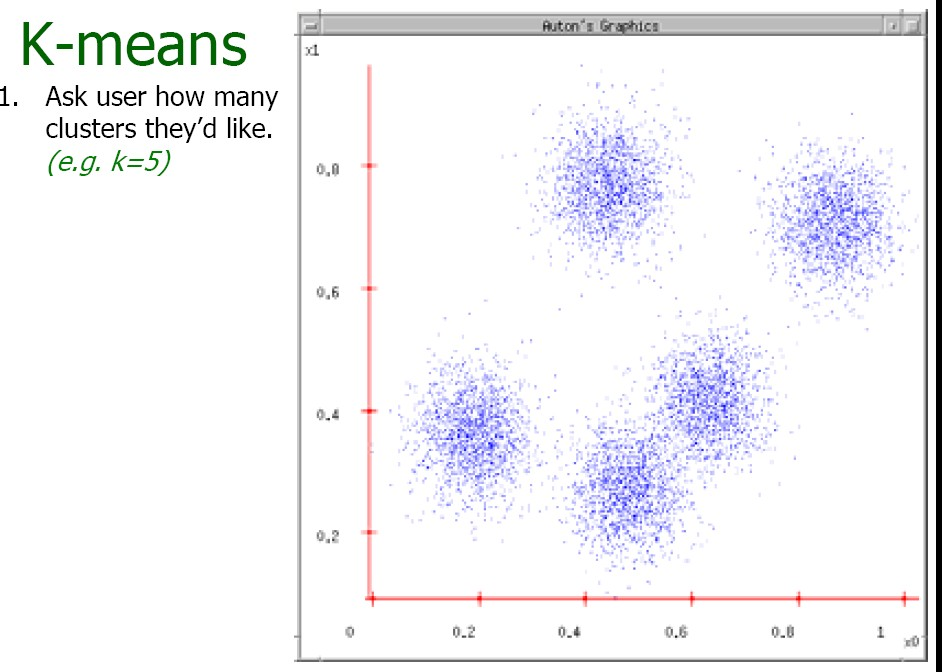 K-means
1. Ask user how many
clusters they’d like.
(e.g. k=5)
Auton's Graphics
x1
0.8
0.6
0.4
0.2
0 0.2 0.4 0.6 0.8 1
x0